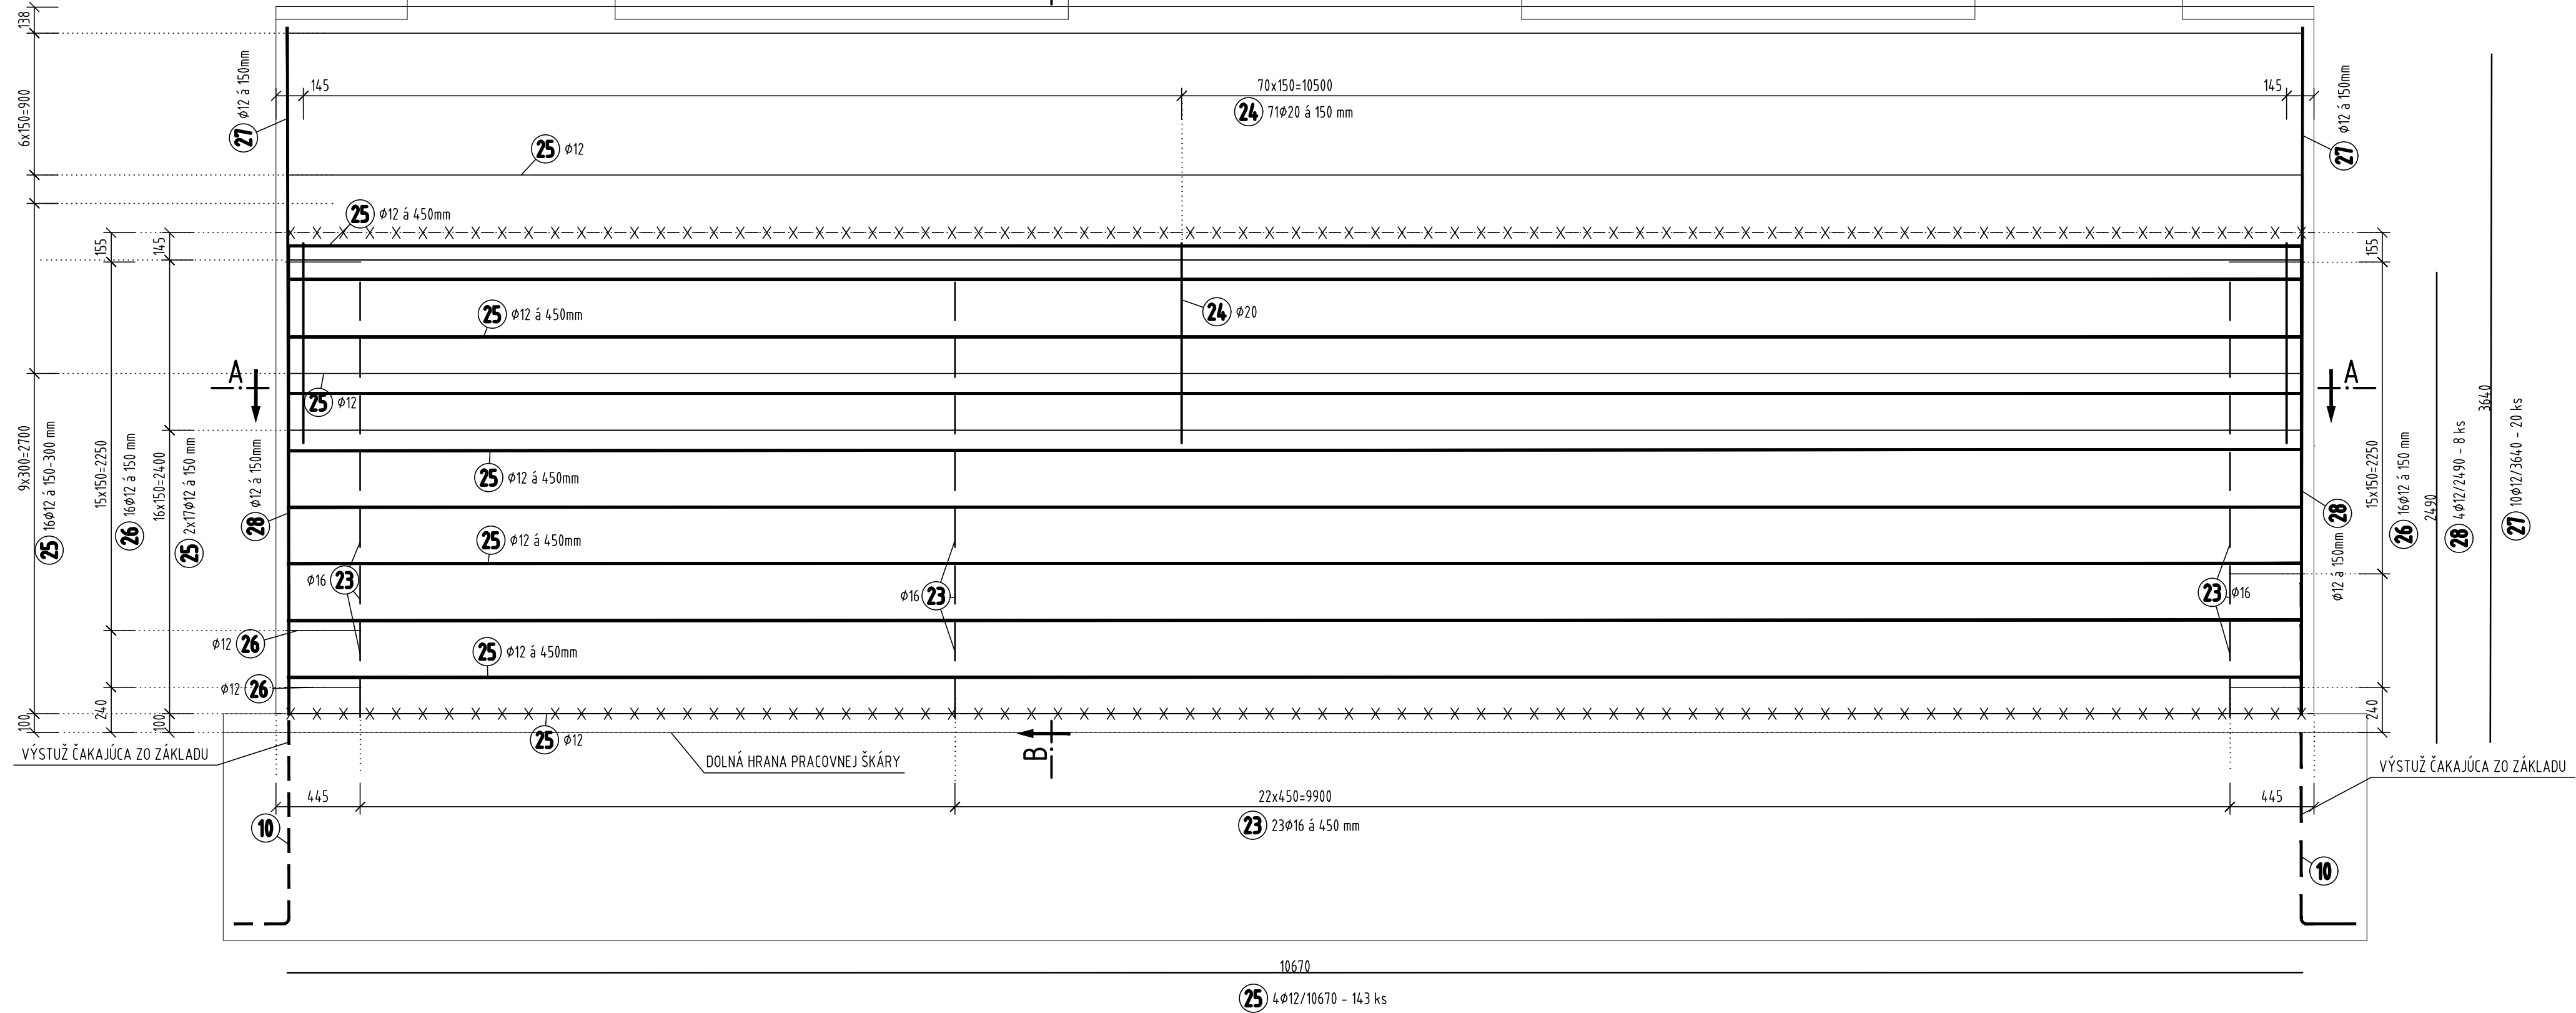 138
6x150=900
9x300=2700
100
25 16ϕ12 á 150-300 mm
155
15x150=2250
240
26 16ϕ12 á 150 mm
145
16x150=2400
100
25 2x17ϕ12 á 150 mm
27 ϕ12 á 150mm
28 ϕ12 á 150mm
145
70x150=10500
145
24 71ϕ20 á 150 mm
25 ϕ12
25 ϕ12 á 450mm
25 ϕ12 á 450mm
24 ϕ20
A
A
25 ϕ12
25 ϕ12 á 450mm
25 ϕ12 á 450mm
ϕ16 23
ϕ16 23
23 ϕ16
ϕ12 26
25 ϕ12 á 450mm
ϕ12 26
25 ϕ12
B
VÝSTUŽ ČAKAJÚCA ZO ZÁKLADU
DOLNÁ HRANA PRACOVNEJ ŠKÁRY
VÝSTUŽ ČAKAJÚCA ZO ZÁKLADU
445
22x450=9900
445
10
23 23ϕ16 á 450 mm
10
27 ϕ12 á 150mm
28 ϕ12 á 150mm
155
15x150=2250
240
26 16ϕ12 á 150 mm
2490
28 4ϕ12/2490 - 8 ks
3640
27 10ϕ12/3640 - 20 ks
10670
25 4ϕ12/10670 - 143 ks